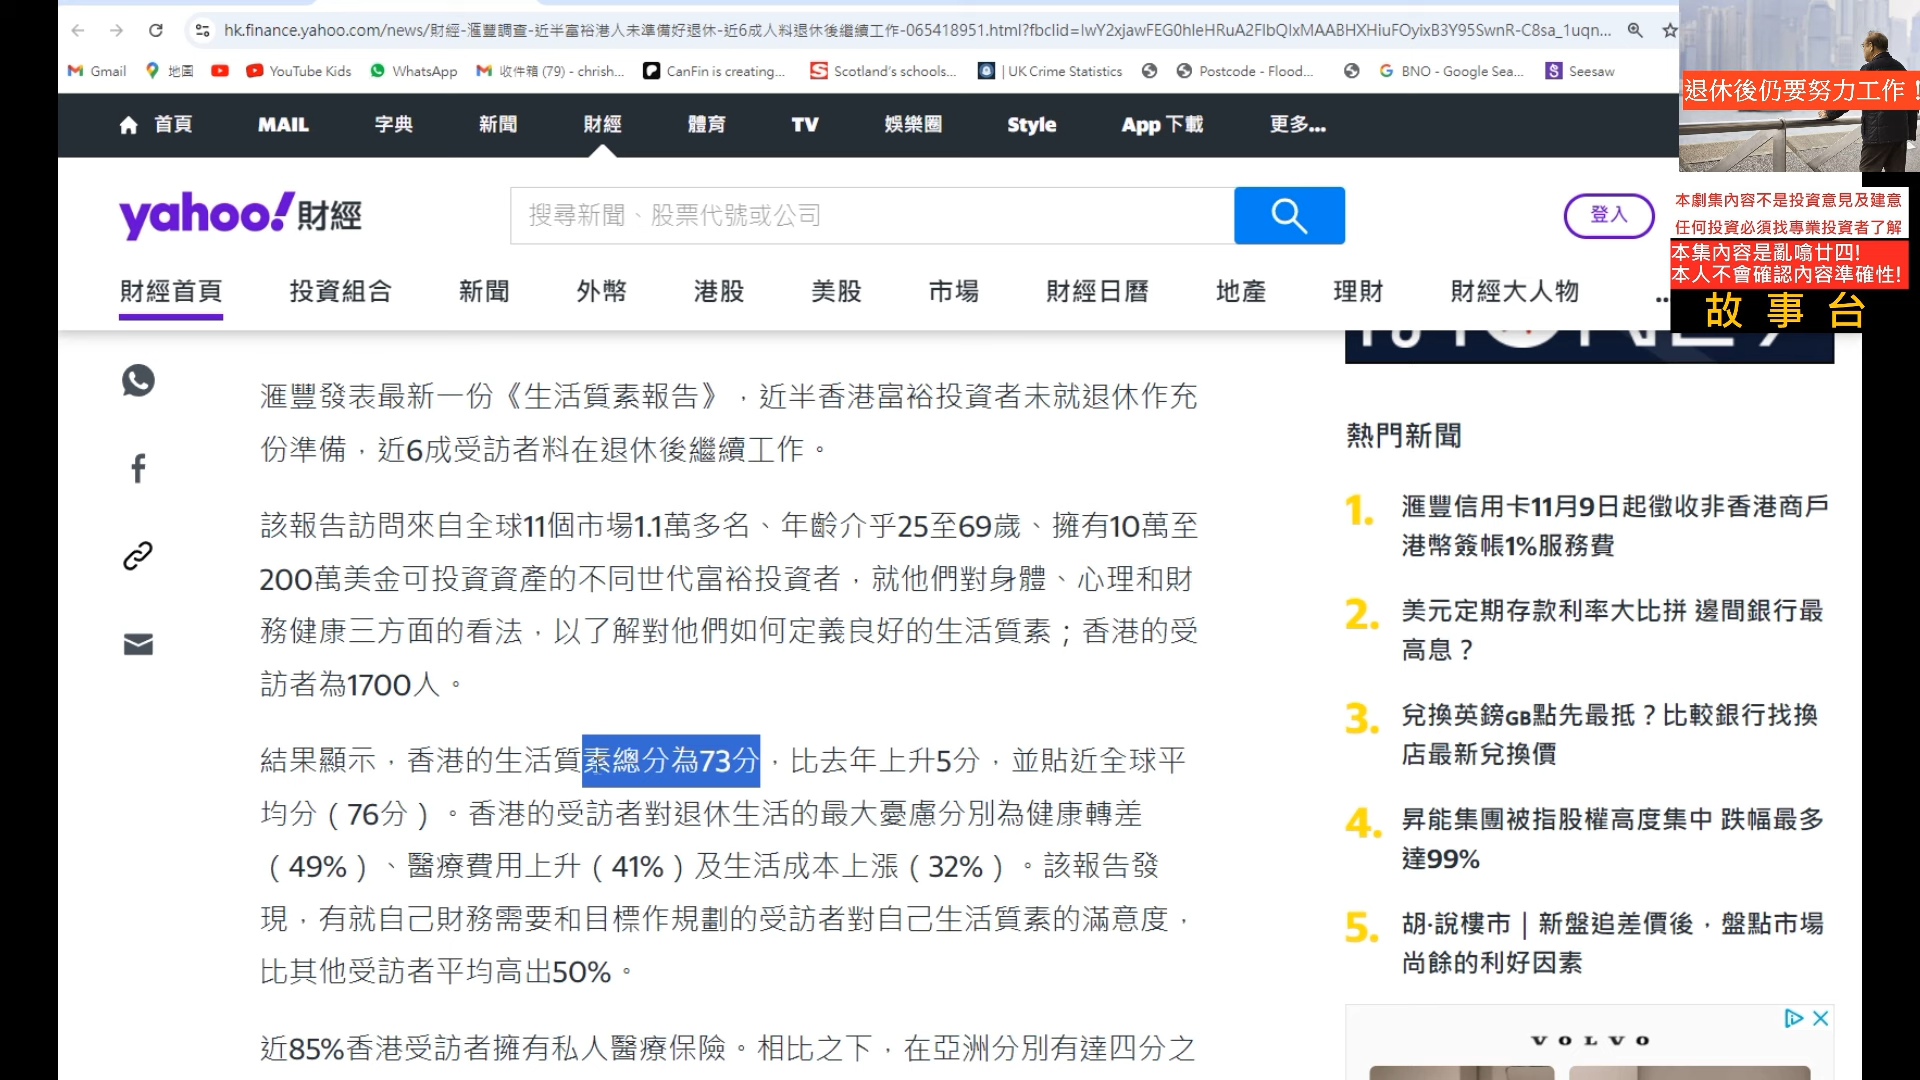 hk.finance.yahoo.com/news/財經-滙豐調查-近半富裕港人未準備好退休-近6成人料退休後繼續工作-065418951.html?fbclid=IwY2xjawFEG0hleHRuA2FlbQIxMAABHXHiuFOyixB3Y95SwnR-C8sa_1uqn...
Gmail 地圖 YouTube Kids WhatsApp 收件箱 (79) - chrish... CanFin is creating... Scotland's schools... | UK Crime Statistics Postcode - Flood... BNO - Google Sea... Seesaw
退休後仍要努力工作！
首頁 MAIL 字典 新聞 財經 體育 TV 娛樂圈 Style App 下載 更多...
yahoo!財經
搜尋新聞、股票代號或公司
登入
本劇集內容不是投資意見及建意
任何投資必須找專業投資者了解
本集內容是亂噏廿四!
本人不會確認內容準確性!
故事台
財經首頁 投資組合 新聞 外幣 港股 美股 市場 財經日曆 地產 理財 財經大人物 ...
滙豐發表最新一份《生活質素報告》，近半香港富裕投資者未就退休作充
份準備，近6成受訪者料在退休後繼續工作。
該報告訪問來自全球11個市場1.1萬多名、年齡介乎25至69歲、擁有10萬至
200萬美金可投資資產的不同世代富裕投資者，就他們對身體、心理和財
務健康三方面的看法，以了解對他們如何定義良好的生活質素；香港的受
訪者為1700人。
結果顯示，香港的生活質素總分為73分，比去年上升5分，並貼近全球平
均分（76分）。香港的受訪者對退休生活的最大憂慮分別為健康轉差
（49%）、醫療費用上升（41%）及生活成本上漲（32%）。該報告發
現，有就自己財務需要和目標作規劃的受訪者對自己生活質素的滿意度，
比其他受訪者平均高出50%。
近85%香港受訪者擁有私人醫療保險。相比之下，在亞洲分別有達四分之
熱門新聞
1. 滙豐信用卡11月9日起徵收非香港商戶
港幣簽帳1%服務費
2. 美元定期存款利率大比拼 邊間銀行最
高息？
3. 兌換英鎊GB點先最抵？比較銀行找換
店最新兌換價
4. 昇能集團被指股權高度集中 跌幅最多
達99%
5. 胡‧說樓市｜新盤追差價後，盤點市場
尚餘的利好因素
VOLVO